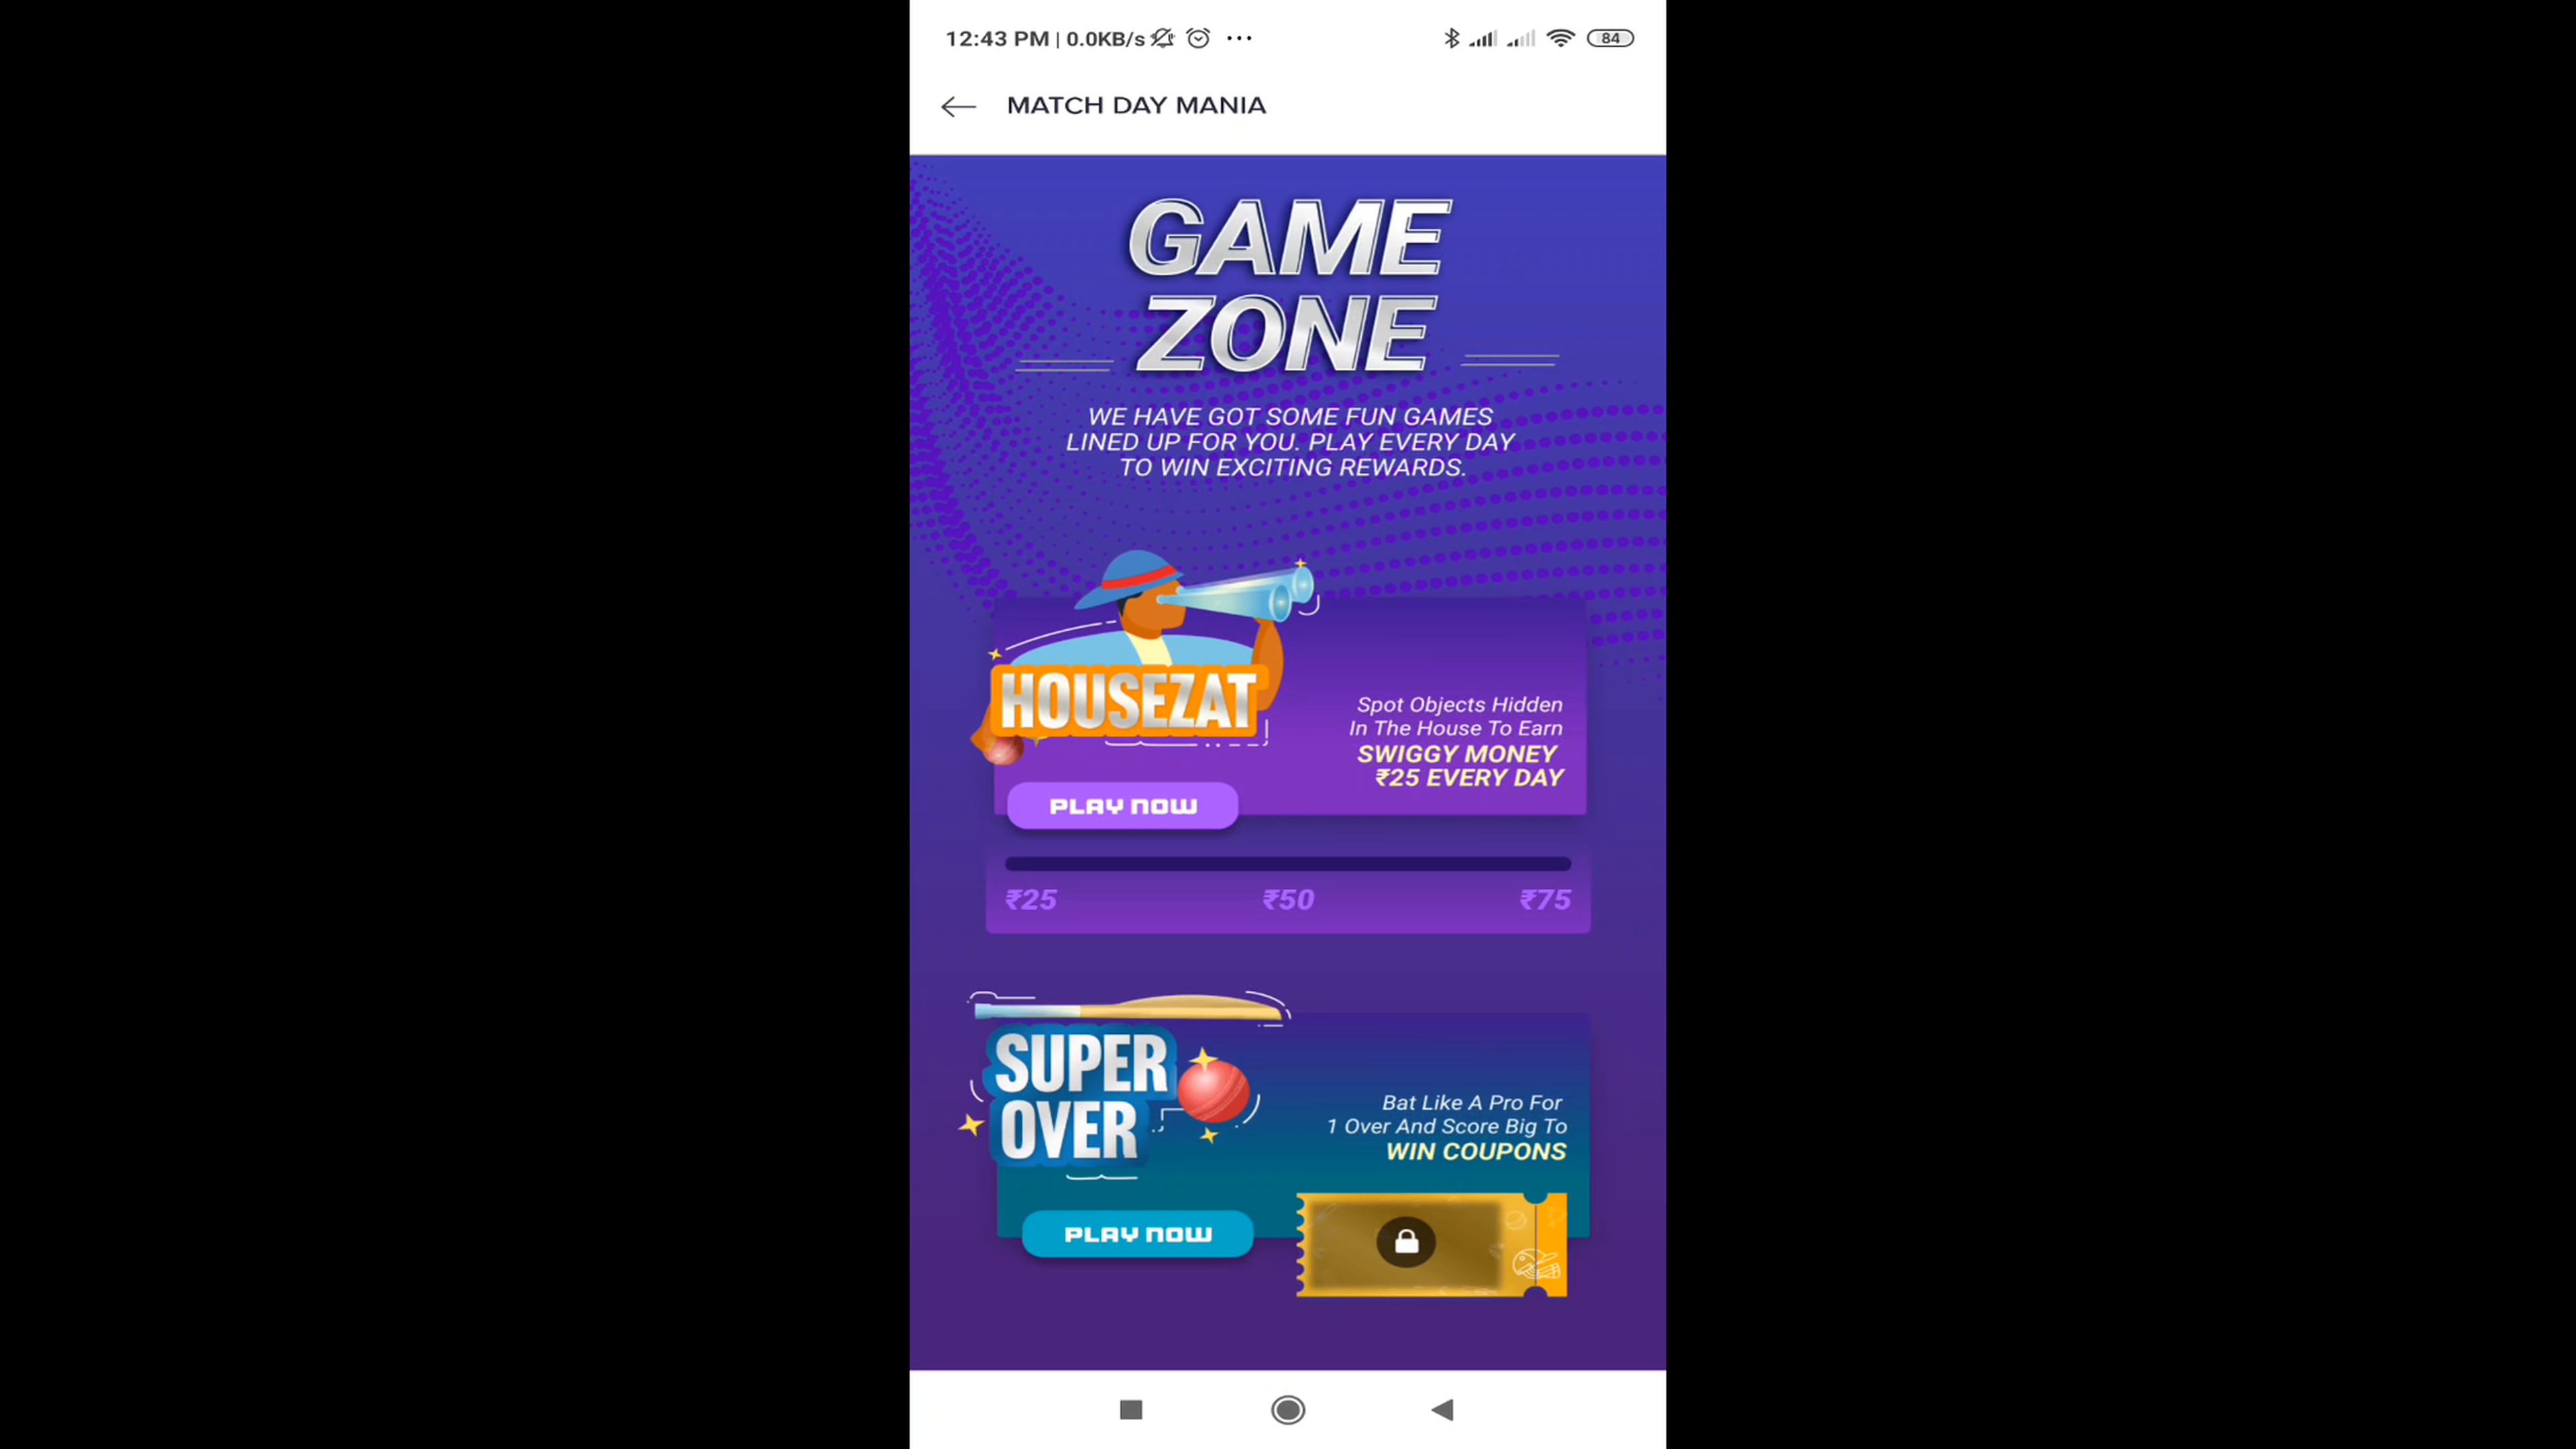 12:43 PM | 0.0KB/s ... 84
MATCH DAY MANIA
GAME
ZONE
WE HAVE GOT SOME FUN GAMES
LINED UP FOR YOU. PLAY EVERY DAY
TO WIN EXCITING REWARDS.
HOUSEZAT
Spot Objects Hidden
In The House To Earn
SWIGGY MONEY
₹25 EVERY DAY
PLAY NOW
₹25 ₹50 ₹75
SUPER
OVER
Bat Like A Pro For
1 Over And Score Big To
WIN COUPONS
PLAY NOW